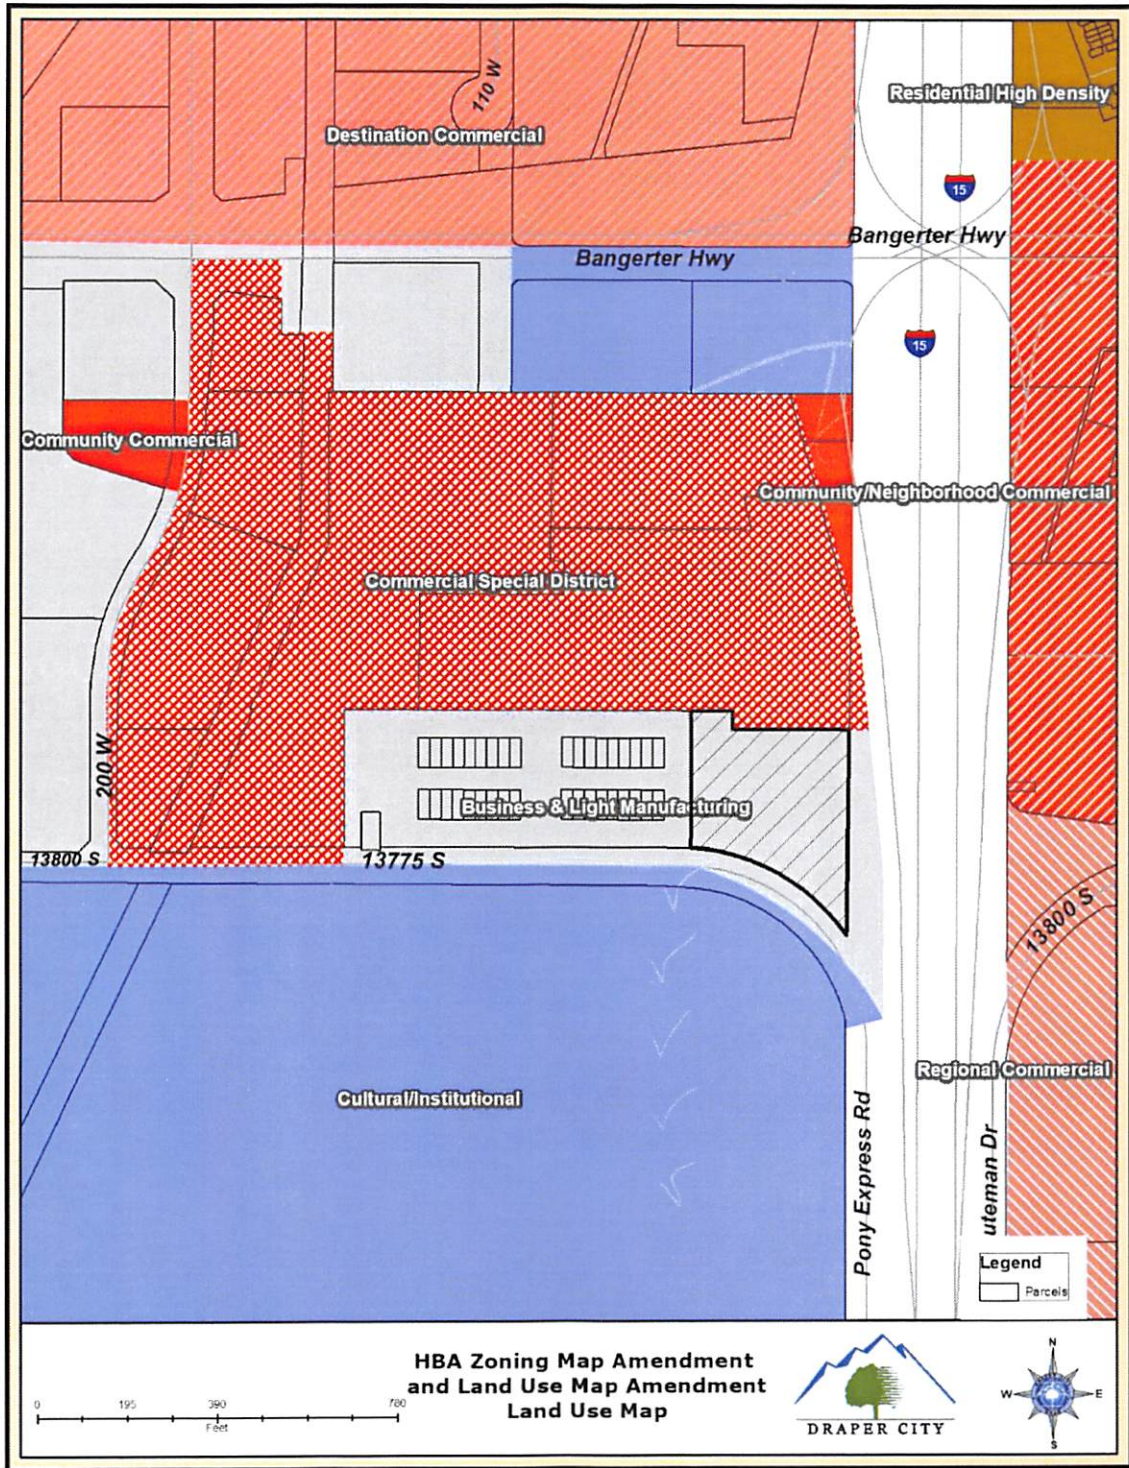 110 W
Residential High Density
Destination Commercial
15
Bangerter Hwy
Bangerter Hwy
15
Community Commercial
Community/Neighborhood Commercial
Commercial Special District
200 W
Business & Light Manufacturing
13800 S
13775 S
13800 S
Regional Commercial
Cultural/Institutional
Pony Express Rd
uteman Dr
Legend
Parcels
HBA Zoning Map Amendment
and Land Use Map Amendment
Land Use Map
0 195 390 780
Feet
DRAPER CITY
N
W E
S